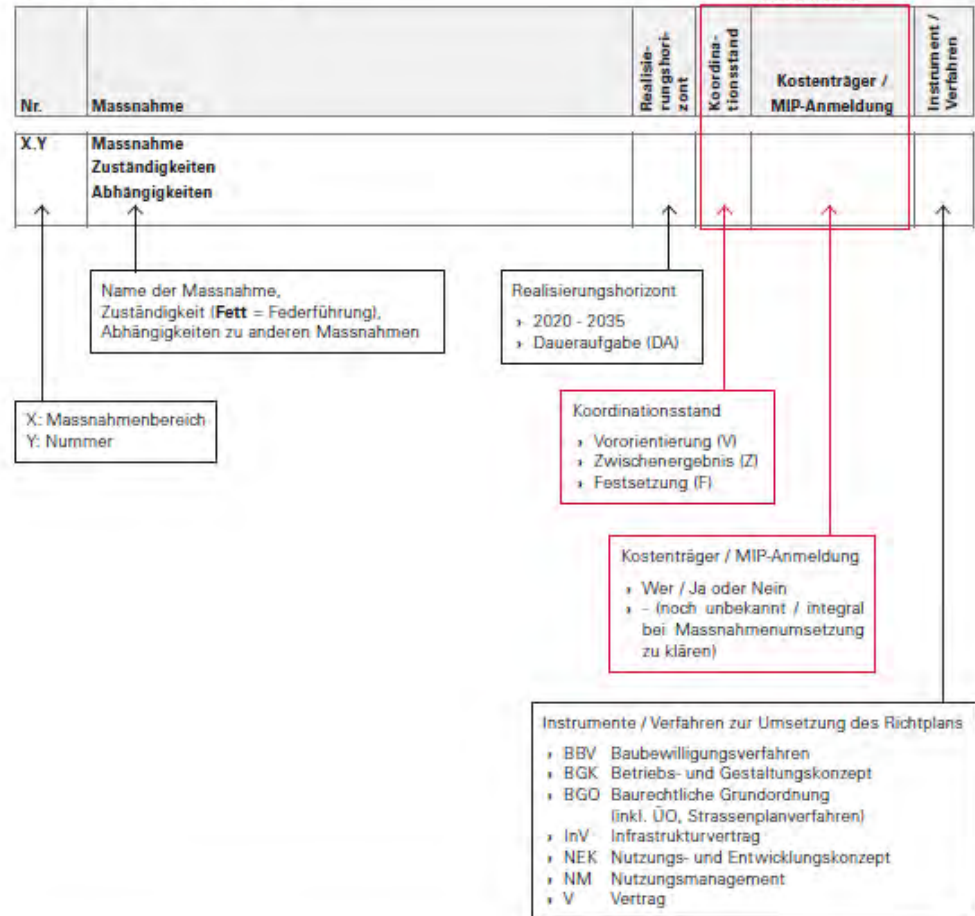 Nr.
Massnahme
Realisie-
rungshori-
zont
Koordina-
tionsstand
Kostenträger /
MIP-Anmeldung
Instrument /
Verfahren
X.Y
Massnahme
Zuständigkeiten
Abhängigkeiten
Name der Massnahme,
Zuständigkeit (Fett = Federführung),
Abhängigkeiten zu anderen Massnahmen
Realisierungshorizont
› 2020 - 2035
› Daueraufgabe (DA)
X: Massnahmenbereich
Y: Nummer
Koordinationsstand
› Vororientierung (V)
› Zwischenergebnis (Z)
› Festsetzung (F)
Kostenträger / MIP-Anmeldung
› Wer / Ja oder Nein
› - (noch unbekannt / integral
bei Massnahmenumsetzung
zu klären)
Instrumente / Verfahren zur Umsetzung des Richtplans
› BBV Baubewilligungsverfahren
› BGK Betriebs- und Gestaltungskonzept
› BGO Baurechtliche Grundordnung
(inkl. ÜO, Strassenplanverfahren)
› InV Infrastrukturvertrag
› NEK Nutzungs- und Entwicklungskonzept
› NM Nutzungsmanagement
› V Vertrag